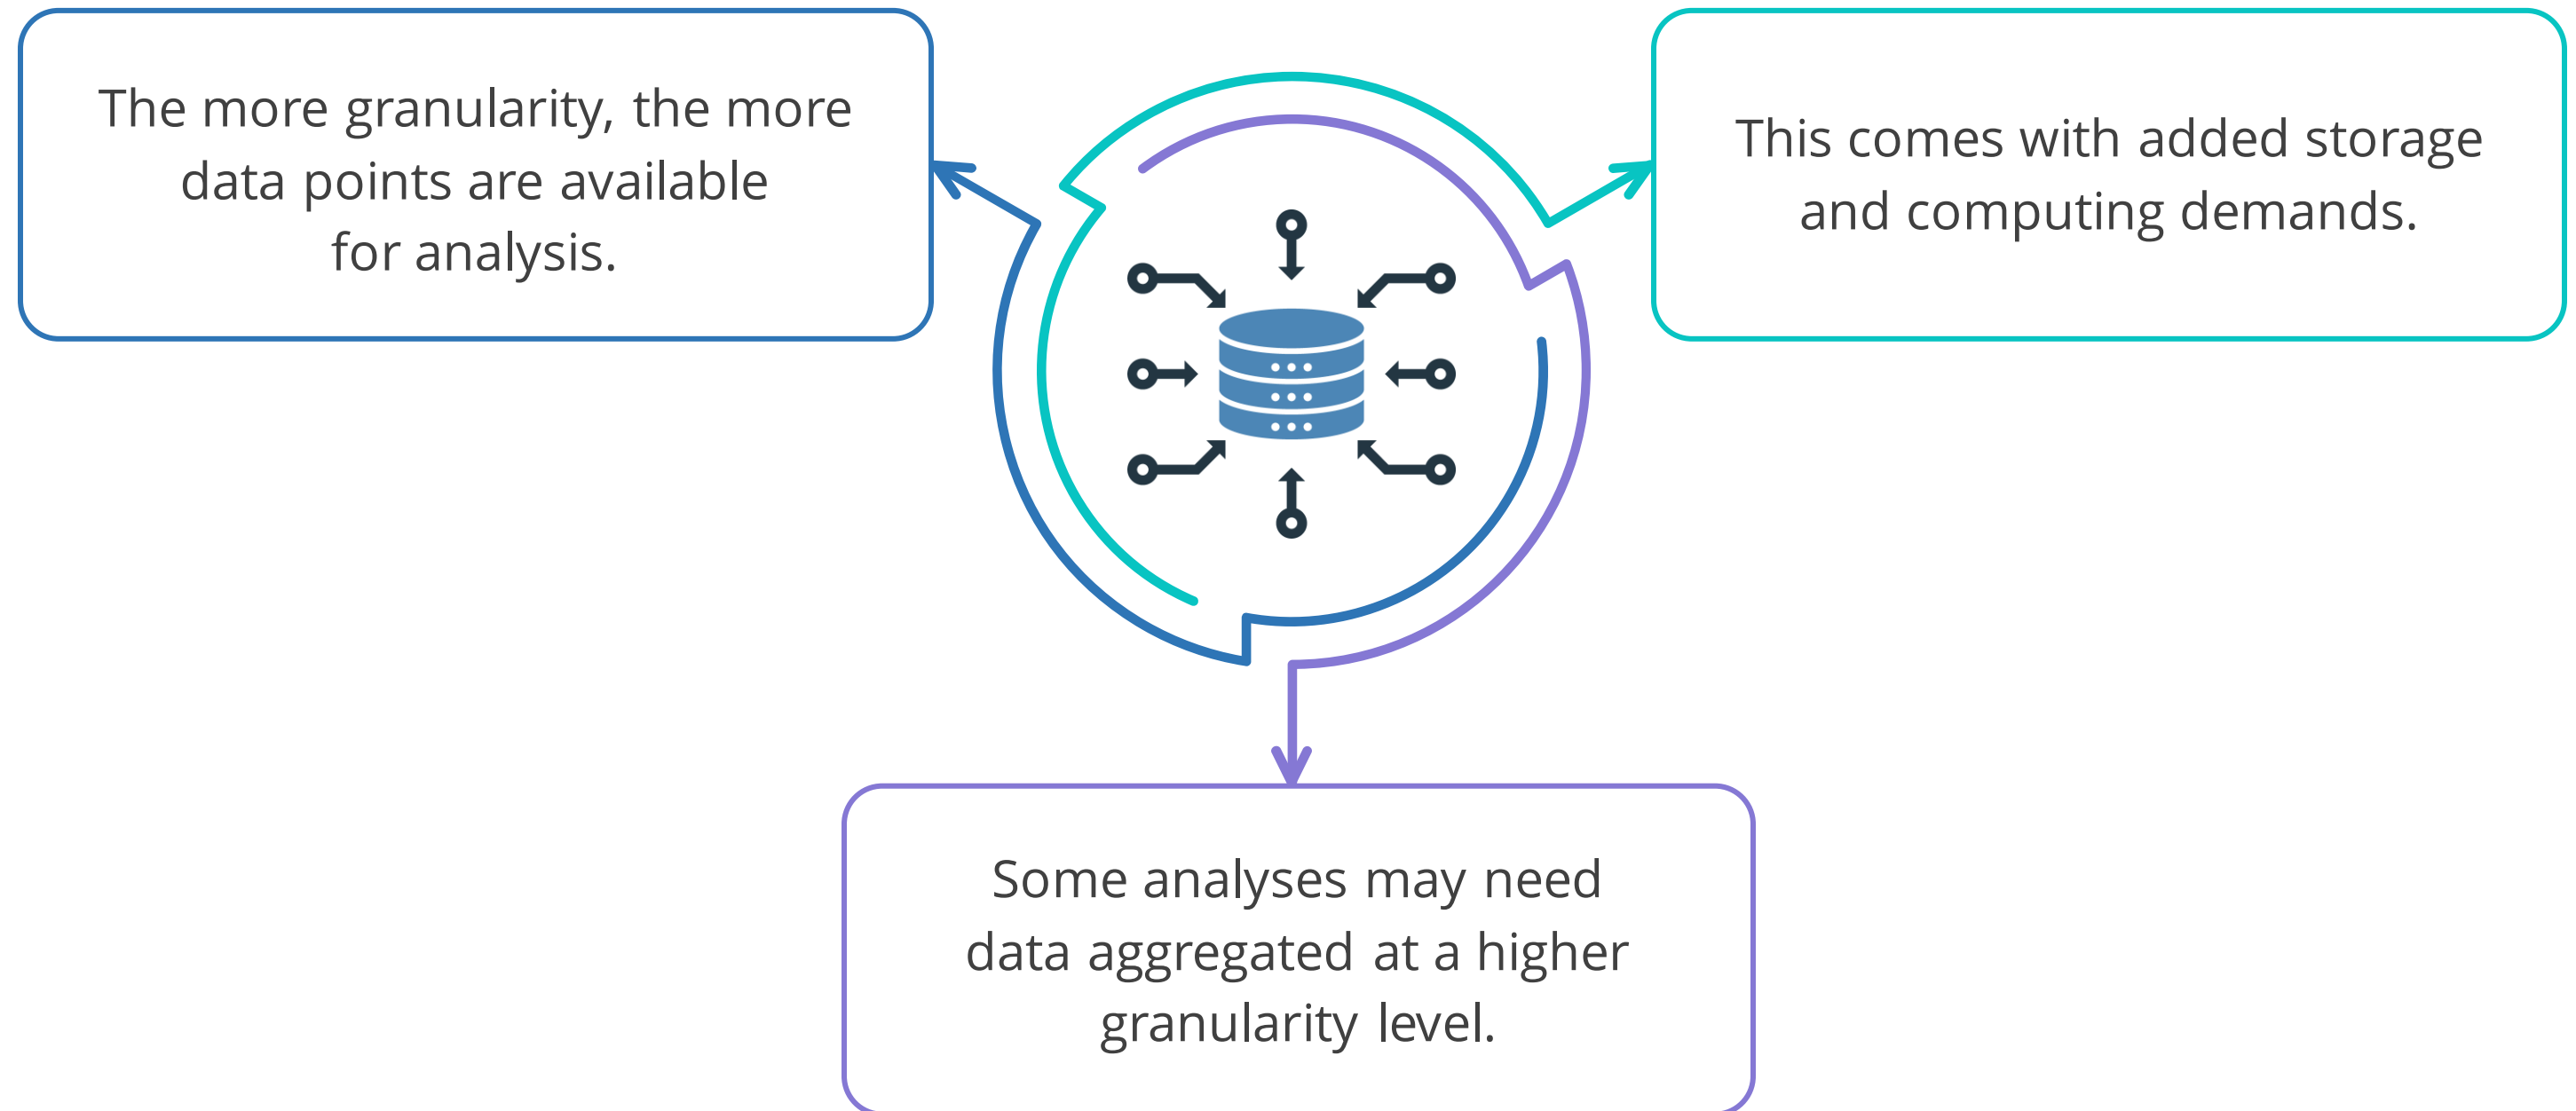 The more granularity, the more
data points are available
for analysis.
This comes with added storage
and computing demands.
Some analyses may need
data aggregated at a higher
granularity level.